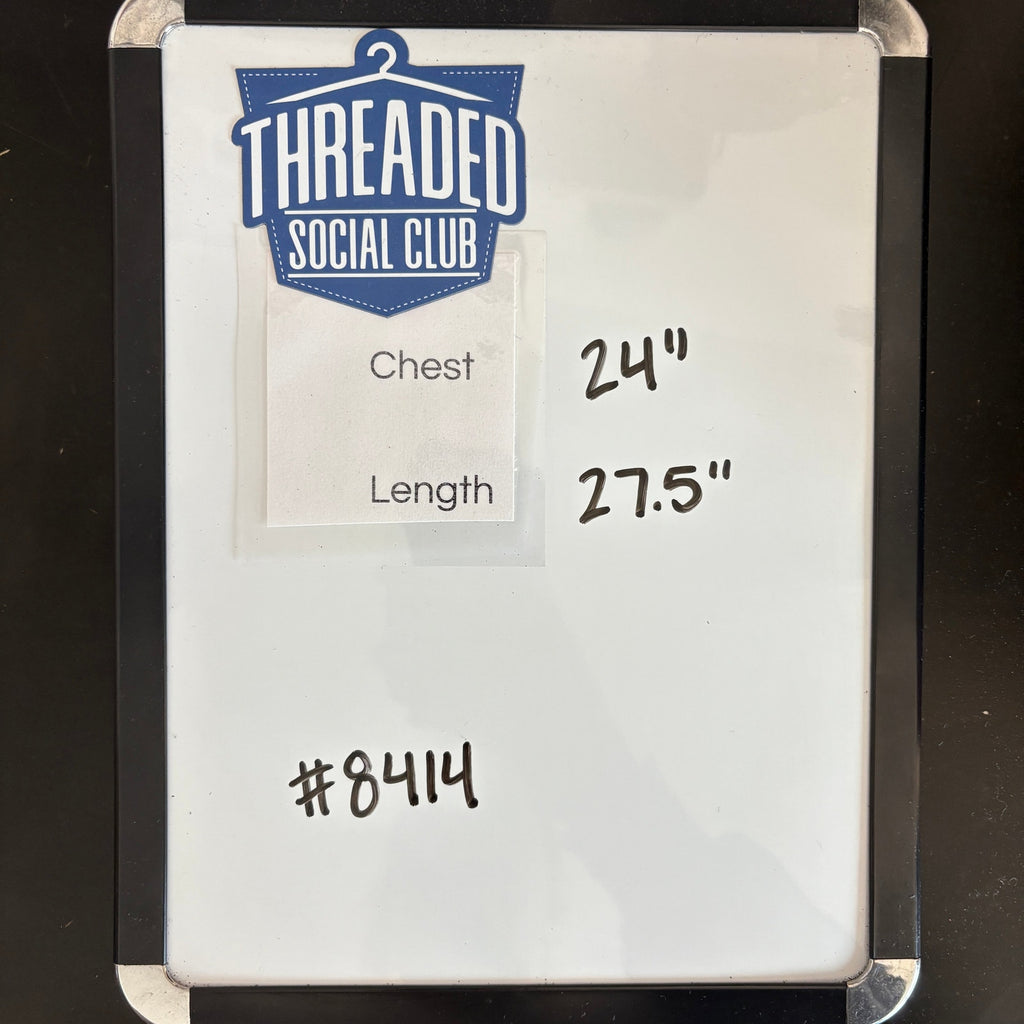 THREADED
SOCIAL CLUB
Chest 24"
Length 27.5"
#8414